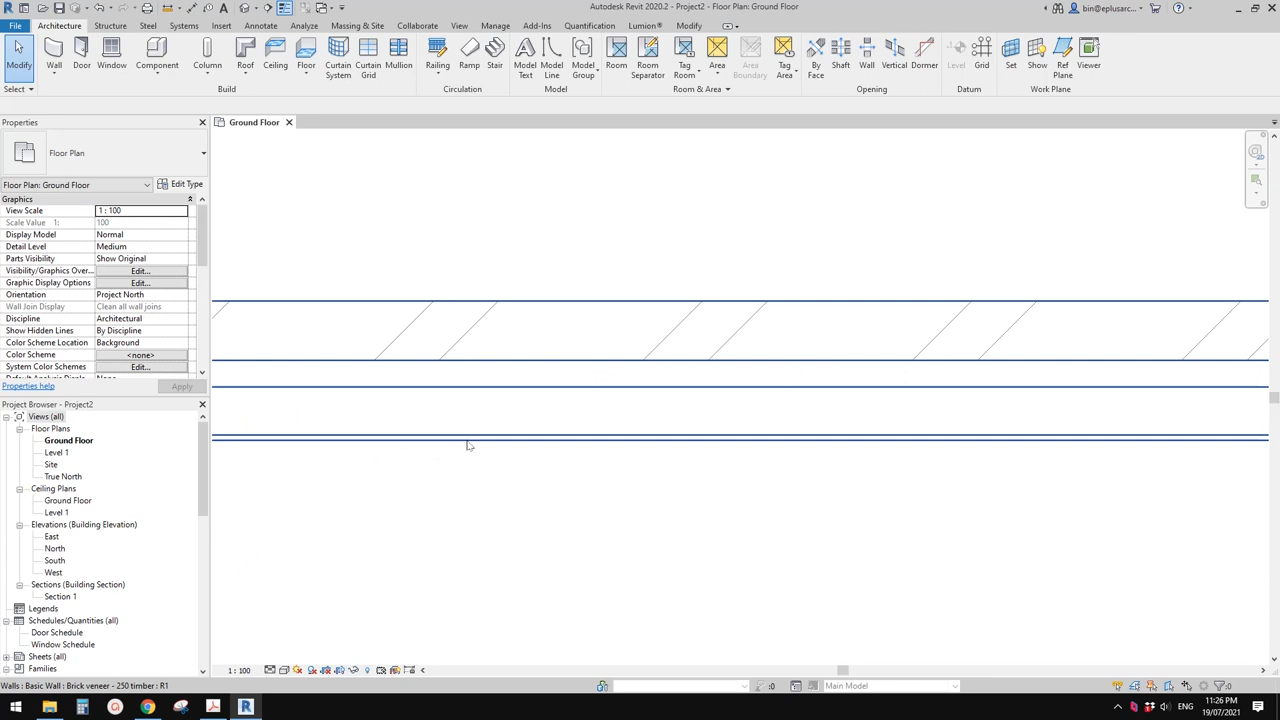 Autodesk Revit 2020.2 - Project2 - Floor Plan: Ground Floor
bin@eplusarc...
File Architecture Structure Steel Systems Insert Annotate Analyze Massing & Site Collaborate View Manage Add-Ins Quantification Lumion® Modify
Modify Wall Door Window Component Column Roof Ceiling Floor Curtain System Curtain Grid Mullion Railing Ramp Stair Model Text Model Line Model Group Room Room Separator Tag Room Area Area Boundary Tag Area By Face Shaft Wall Vertical Dormer Level Grid Set Show Ref Plane Viewer
Select Build Circulation Model Room & Area Opening Datum Work Plane
Properties
Ground Floor
Floor Plan
Floor Plan: Ground Floor
Edit Type
Graphics
View Scale 1 : 100
Scale Value 1: 100
Display Model Normal
Detail Level Medium
Parts Visibility Show Original
Visibility/Graphics Over... Edit...
Graphic Display Options Edit...
Orientation Project North
Wall Join Display Clean all wall joins
Discipline Architectural
Show Hidden Lines By Discipline
Color Scheme Location Background
Color Scheme <none>
System Color Schemes Edit...
Properties help Apply
Project Browser - Project2
Views (all)
Floor Plans
Ground Floor
Level 1
Site
True North
Ceiling Plans
Ground Floor
Level 1
Elevations (Building Elevation)
East
North
South
West
Sections (Building Section)
Section 1
Legends
Schedules/Quantities (all)
Door Schedule
Window Schedule
Sheets (all)
Families
1 : 100
Walls : Basic Wall : Brick veneer - 250 timber : R1
:0
Main Model
:0
ENG
11:26 PM
19/07/2021